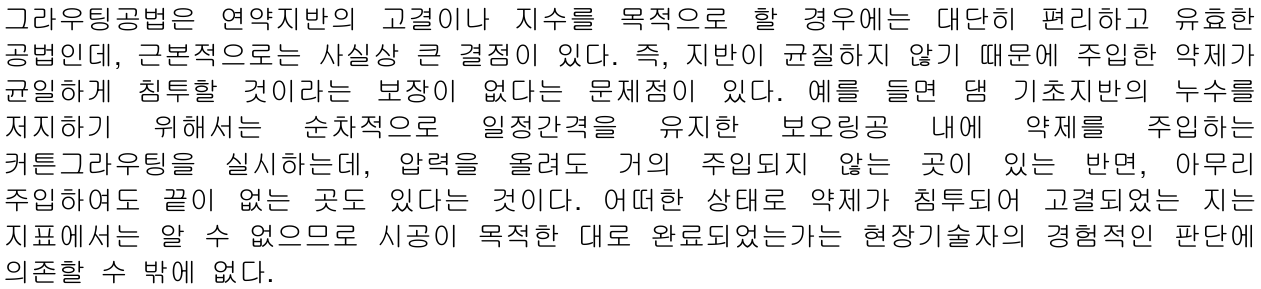 그라우팅공법은 연약지반의 고결이나 지수를 목적으로 할 경우에는 대단히 편리하고 유효한
공법인데, 근본적으로는 사실상 큰 결점이 있다. 즉, 지반이 균질하지 않기 때문에 주입한 약제가
균일하게 침투할 것이라는 보장이 없다는 문제점이 있다. 예를 들면 댐 기초지반의 누수를
저지하기 위해서는 순차적으로 일정간격을 유지한 보오링공 내에 약제를 주입하는
커튼그라우팅을 실시하는데, 압력을 올려도 거의 주입되지 않는 곳이 있는 반면, 아무리
주입하여도 끝이 없는 곳도 있다는 것이다. 어떠한 상태로 약제가 침투되어 고결되었는 지는
지표에서는 알 수 없으므로 시공이 목적한 대로 완료되었는가는 현장기술자의 경험적인 판단에
의존할 수 밖에 없다.